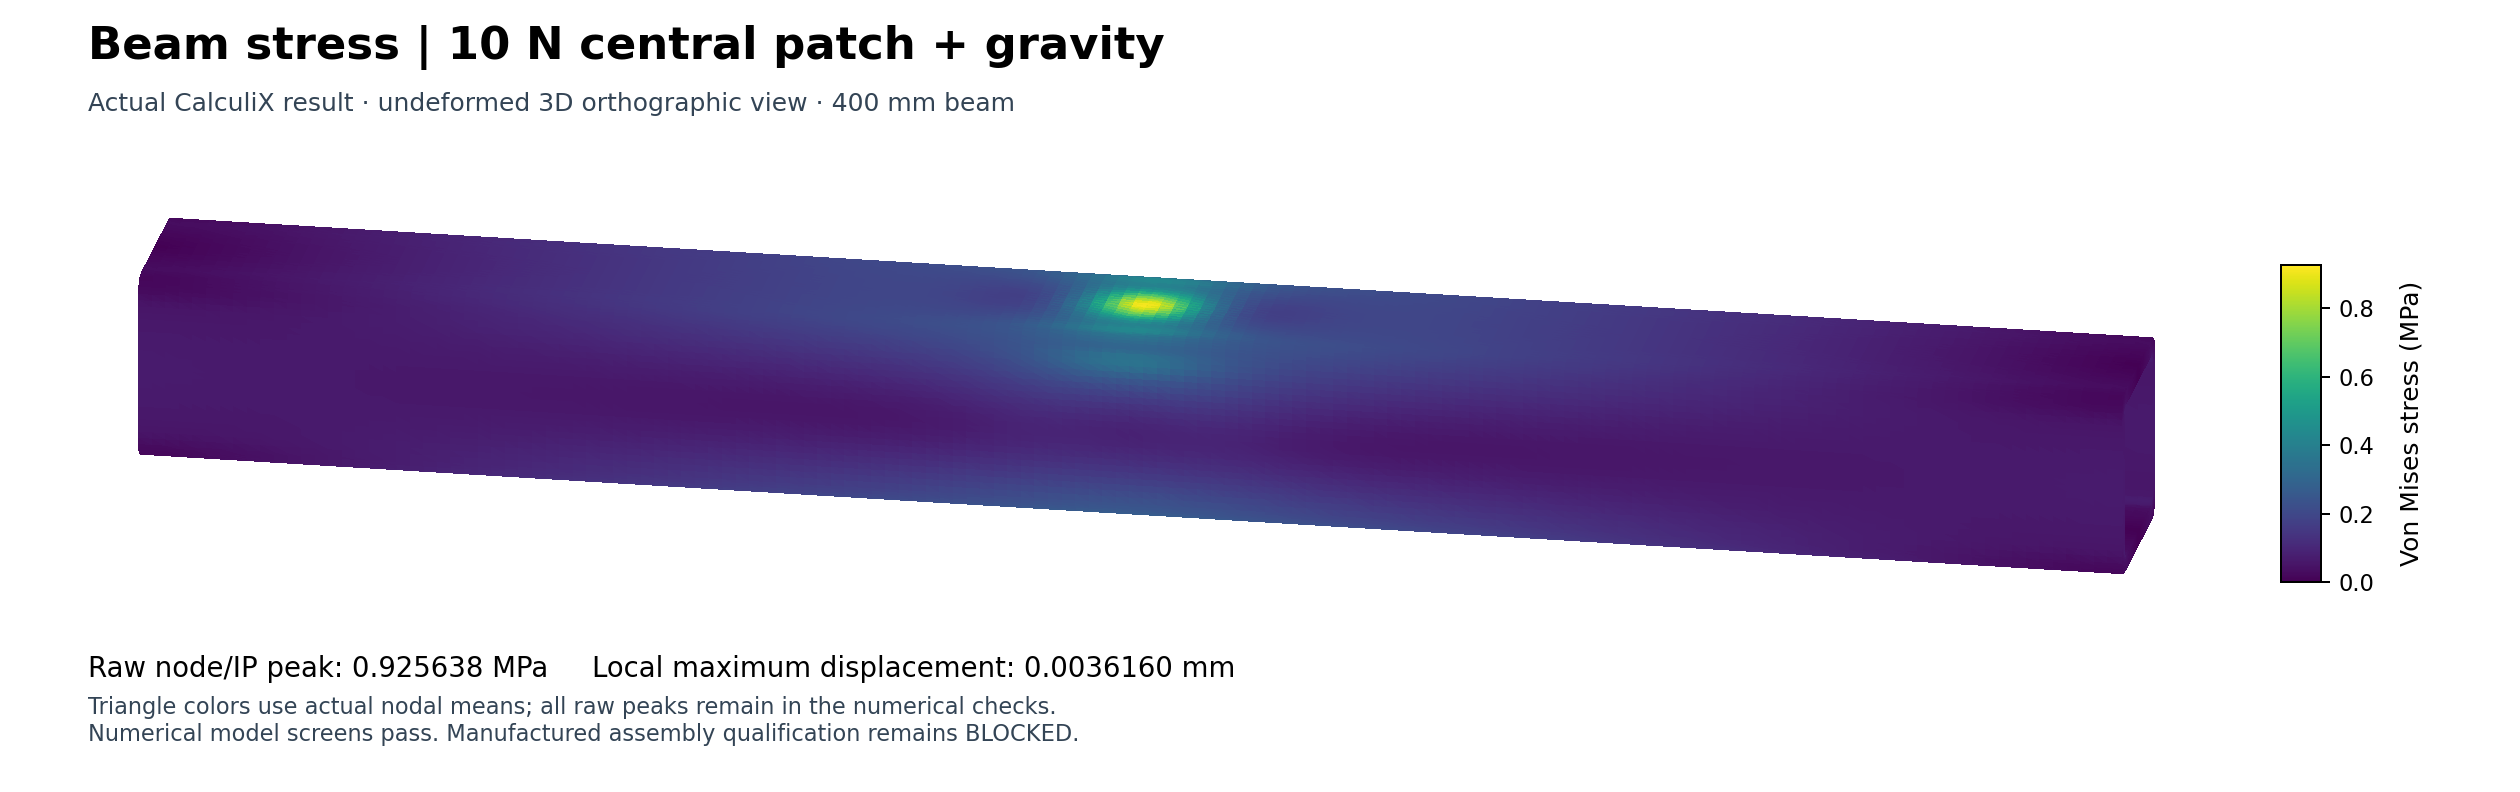 Beam stress | 10 N central patch + gravity
Actual CalculiX result · undeformed 3D orthographic view · 400 mm beam
0.8
0.6
0.4
0.2
0.0
Von Mises stress (MPa)
Raw node/IP peak: 0.925638 MPa Local maximum displacement: 0.0036160 mm
Triangle colors use actual nodal means; all raw peaks remain in the numerical checks.
Numerical model screens pass. Manufactured assembly qualification remains BLOCKED.